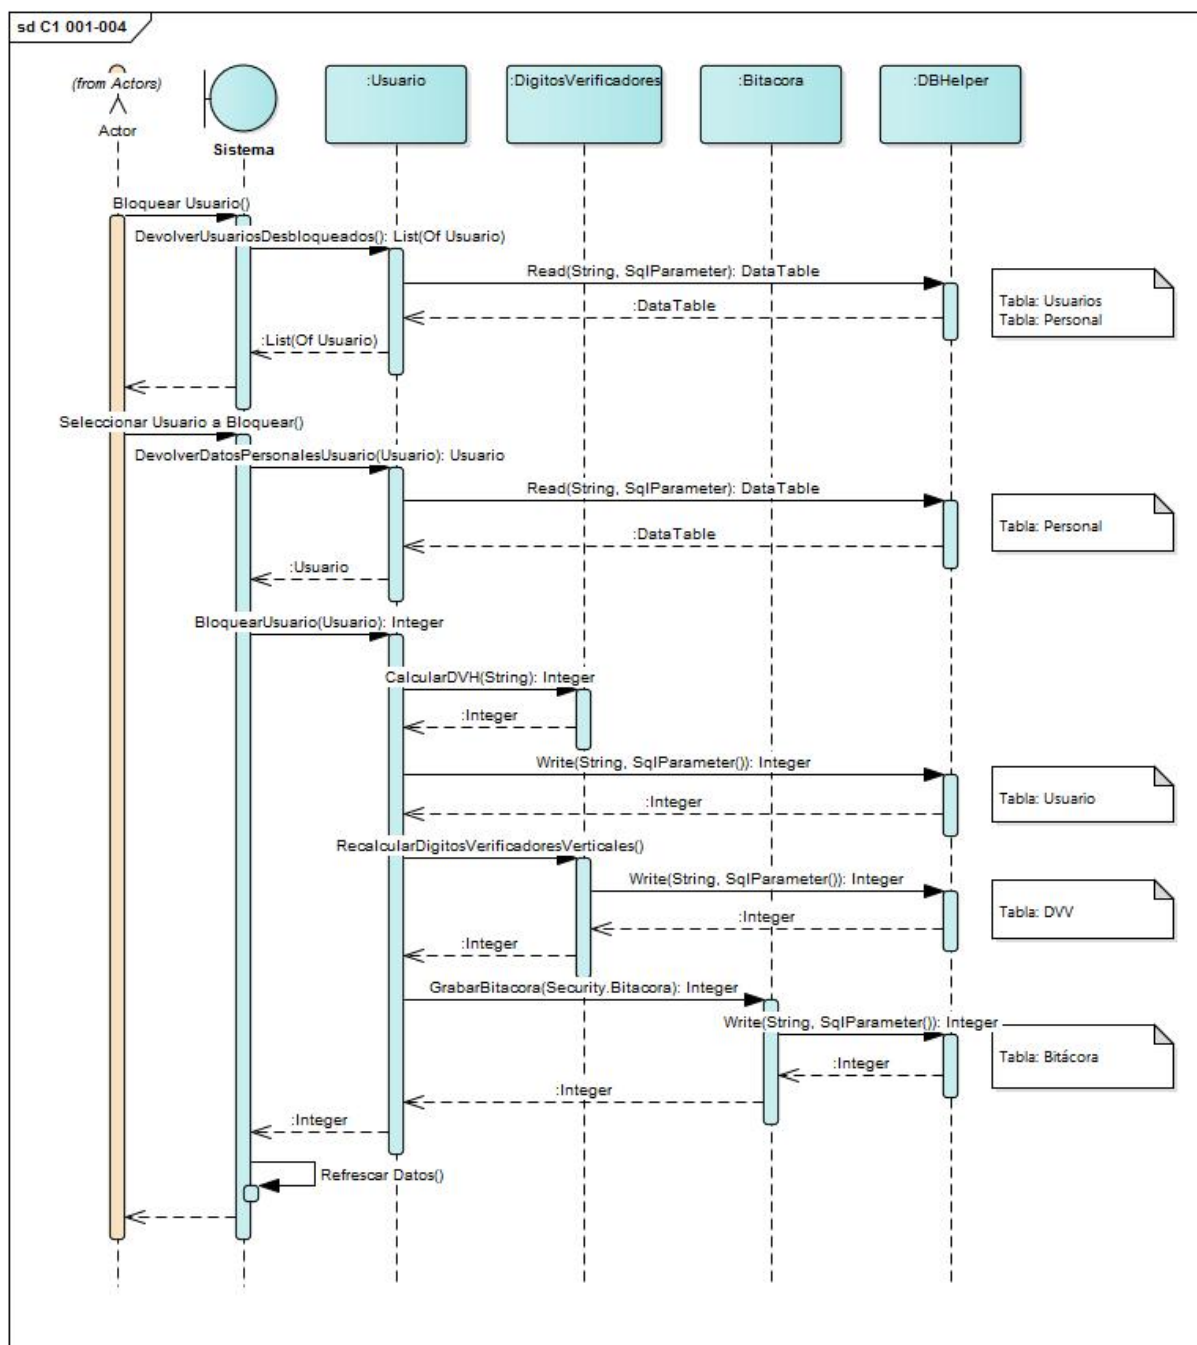 sd C1 001-004
(from Actors)
Actor
Sistema
:Usuario
:DigitosVerificadores
:Bitacora
:DBHelper
Bloquear Usuario()
DevolverUsuariosDesbloqueados(): List(Of Usuario)
Read(String, SqlParameter): DataTable
Tabla: Usuarios
Tabla: Personal
:DataTable
:List(Of Usuario)
Seleccionar Usuario a Bloquear()
DevolverDatosPersonalesUsuario(Usuario): Usuario
Read(String, SqlParameter): DataTable
Tabla: Personal
:DataTable
:Usuario
BloquearUsuario(Usuario): Integer
CalcularDVH(String): Integer
:Integer
Write(String, SqlParameter()): Integer
Tabla: Usuario
:Integer
RecalcularDigitosVerificadoresVerticales()
Write(String, SqlParameter()): Integer
Tabla: DVV
:Integer
:Integer
GrabarBitacora(Security.Bitacora): Integer
Write(String, SqlParameter()): Integer
Tabla: Bitácora
:Integer
:Integer
:Integer
Refrescar Datos()